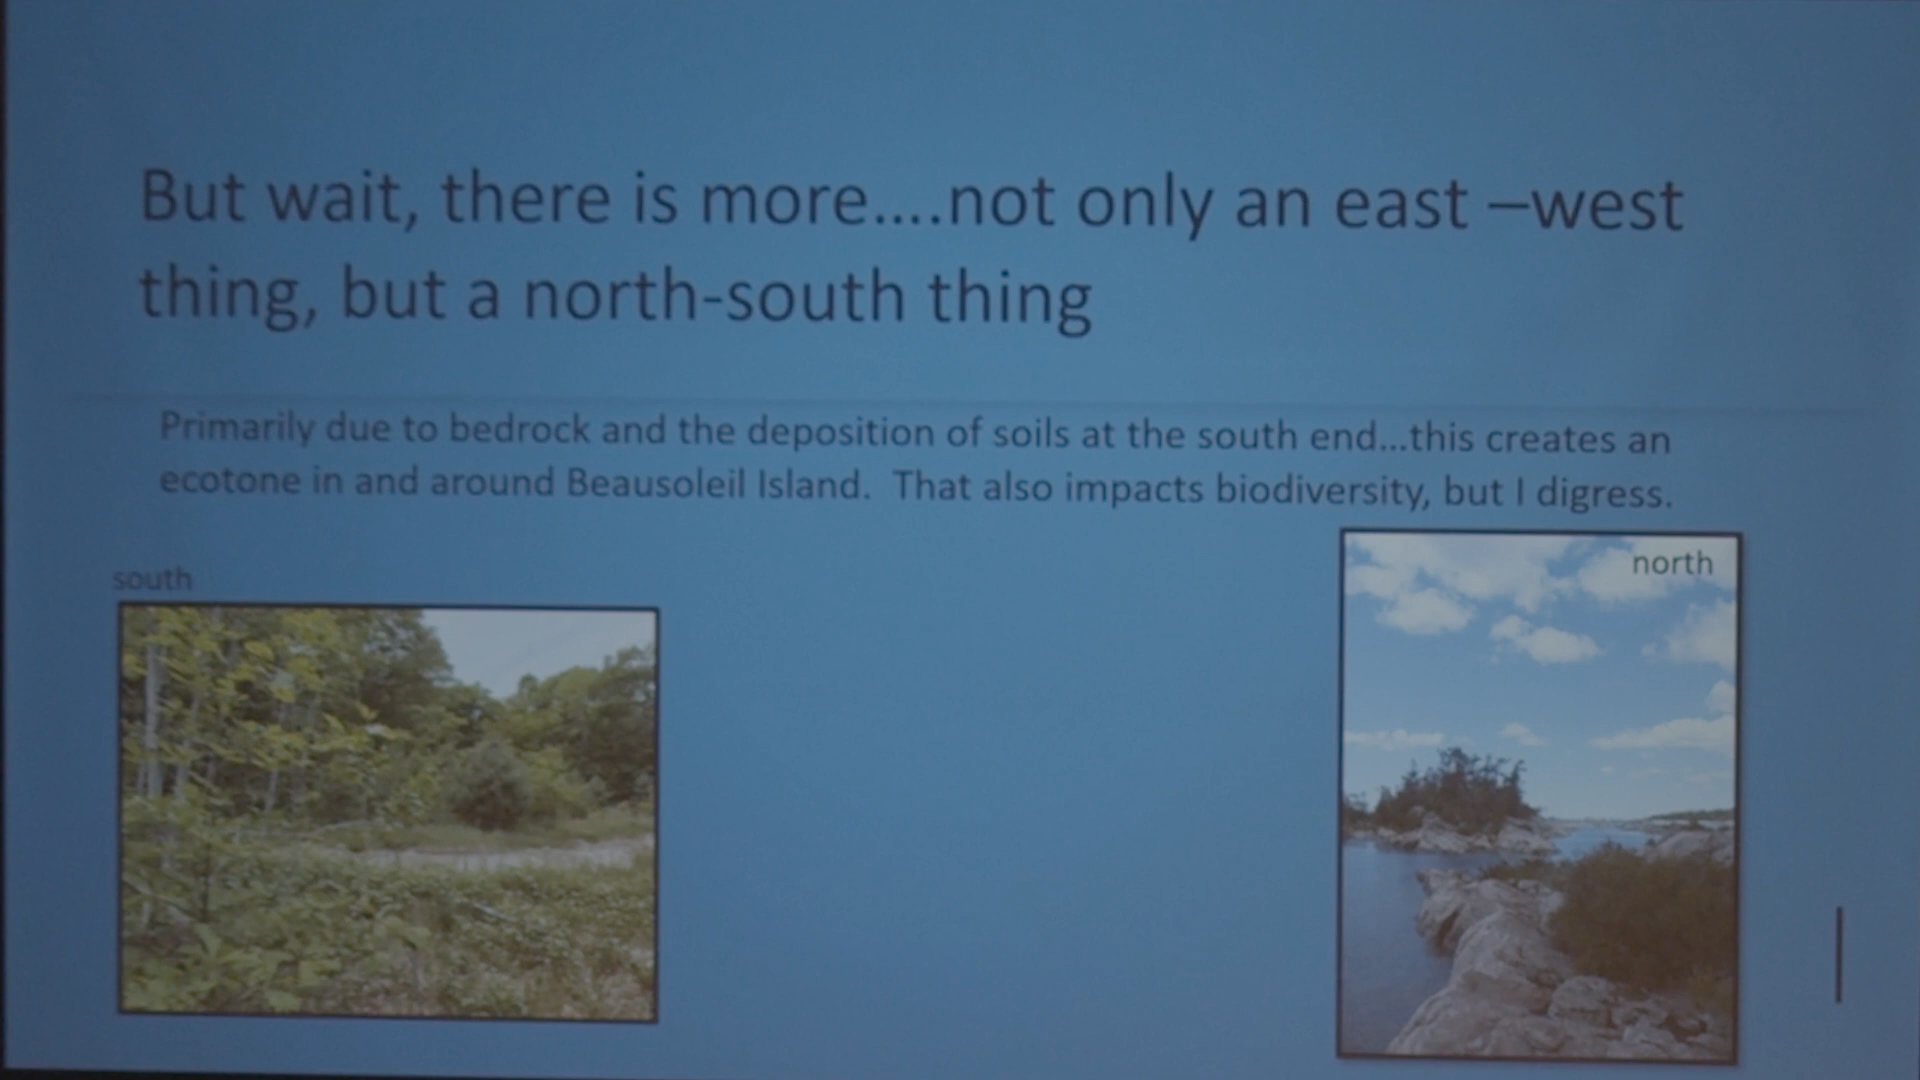 But wait, there is more....not only an east –west
thing, but a north-south thing
Primarily due to bedrock and the deposition of soils at the south end...this creates an
ecotone in and around Beausoleil Island.  That also impacts biodiversity, but I digress.
south
north